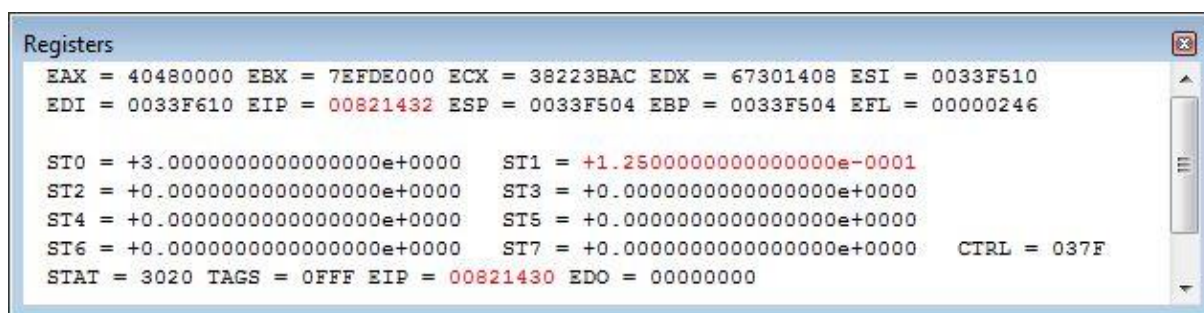 Registers
EAX = 40480000 EBX = 7EFDE000 ECX = 38223BAC EDX = 67301408 ESI = 0033F510
EDI = 0033F610 EIP = 00821432 ESP = 0033F504 EBP = 0033F504 EFL = 00000246
ST0 = +3.0000000000000000e+0000 ST1 = +1.2500000000000000e-0001
ST2 = +0.0000000000000000e+0000 ST3 = +0.0000000000000000e+0000
ST4 = +0.0000000000000000e+0000 ST5 = +0.0000000000000000e+0000
ST6 = +0.0000000000000000e+0000 ST7 = +0.0000000000000000e+0000 CTRL = 037F
STAT = 3020 TAGS = 0FFF EIP = 00821430 EDO = 00000000